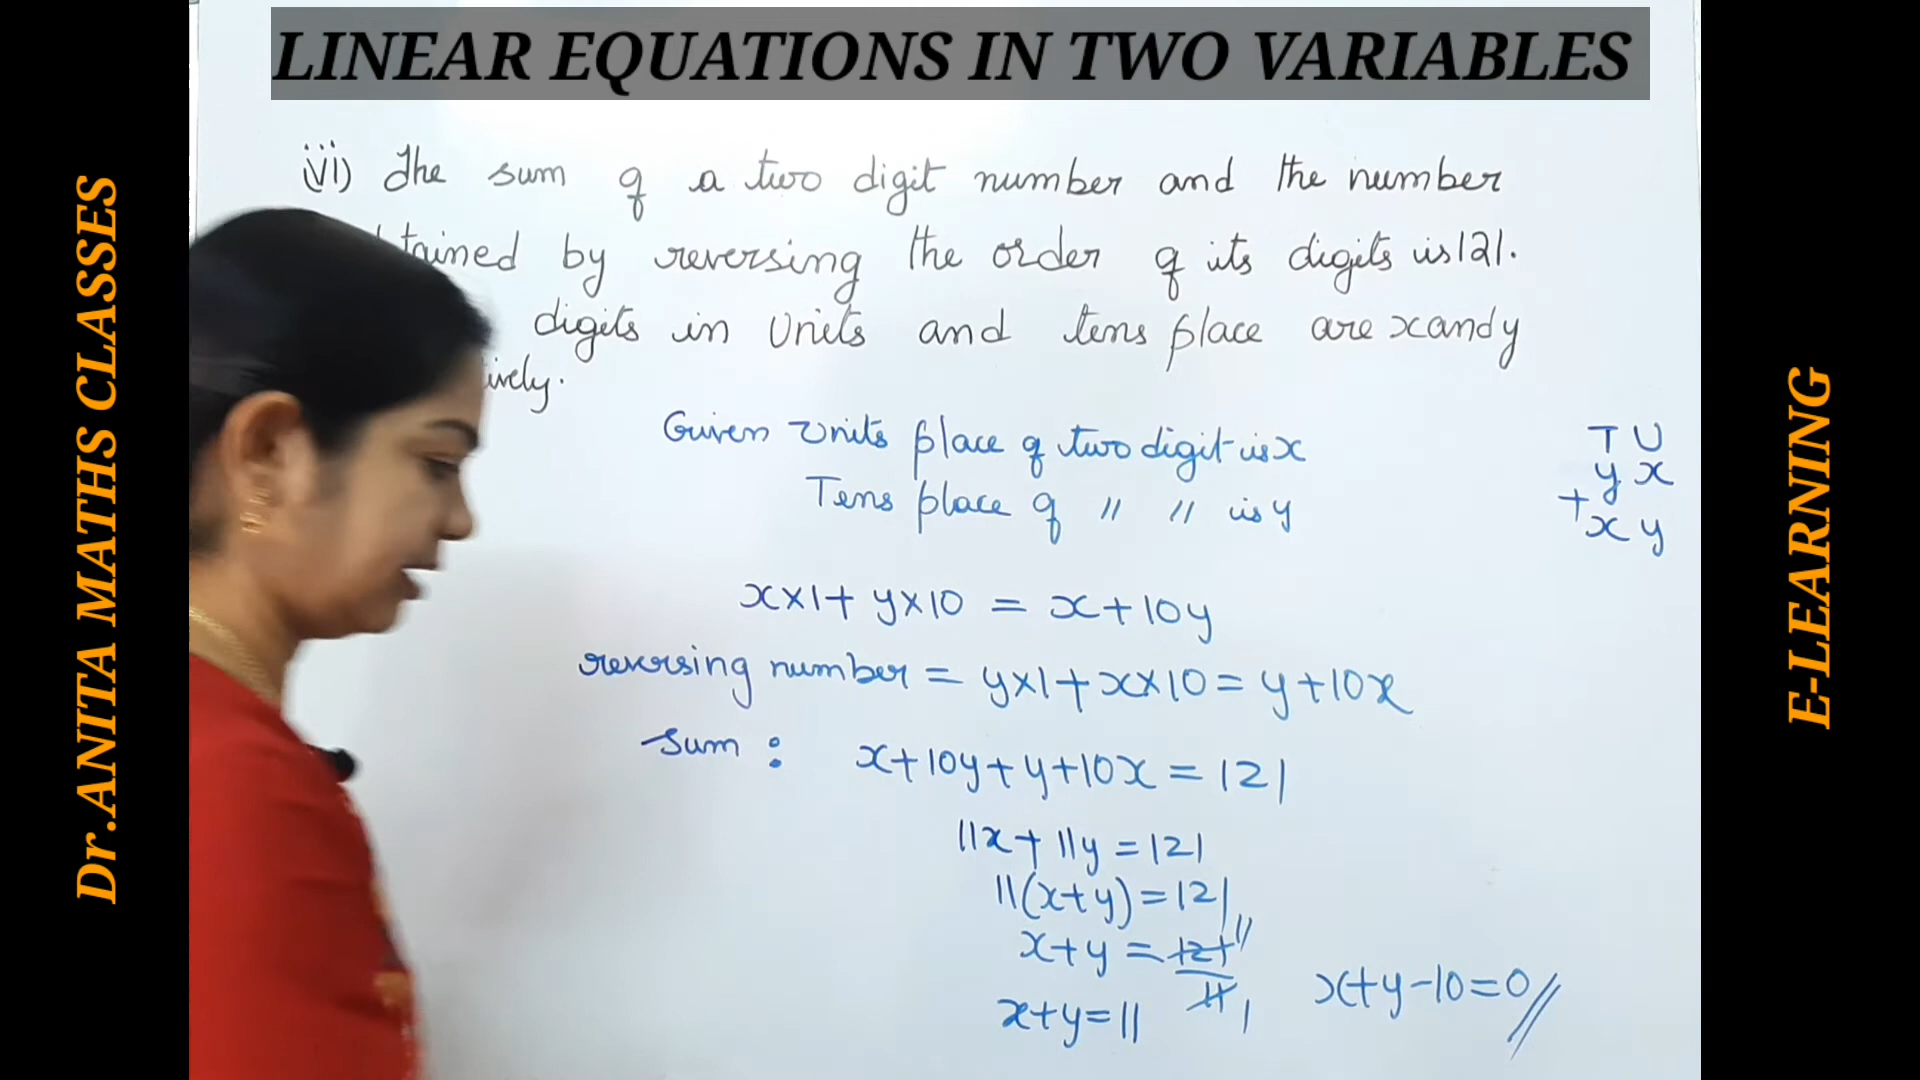 LINEAR EQUATIONS IN TWO VARIABLES
Dr.ANITA MATHS CLASSES
E-LEARNING
(vi) The sum of a two digit number and the number
tained by reversing the order of its digits is 121.
digits in Units and tens place are x and y
ively.
Given Units place of two digit is x
Tens place of " " is y
T U
y x
+ x y
x×1+ y×10 = x+10y
reversing number = y×1+x×10 = y+10x
Sum : x+10y+y+10x = 121
11x+11y=121
11(x+y)=121
x+y = 121/11 11 1
x+y=11
x+y-10=0//